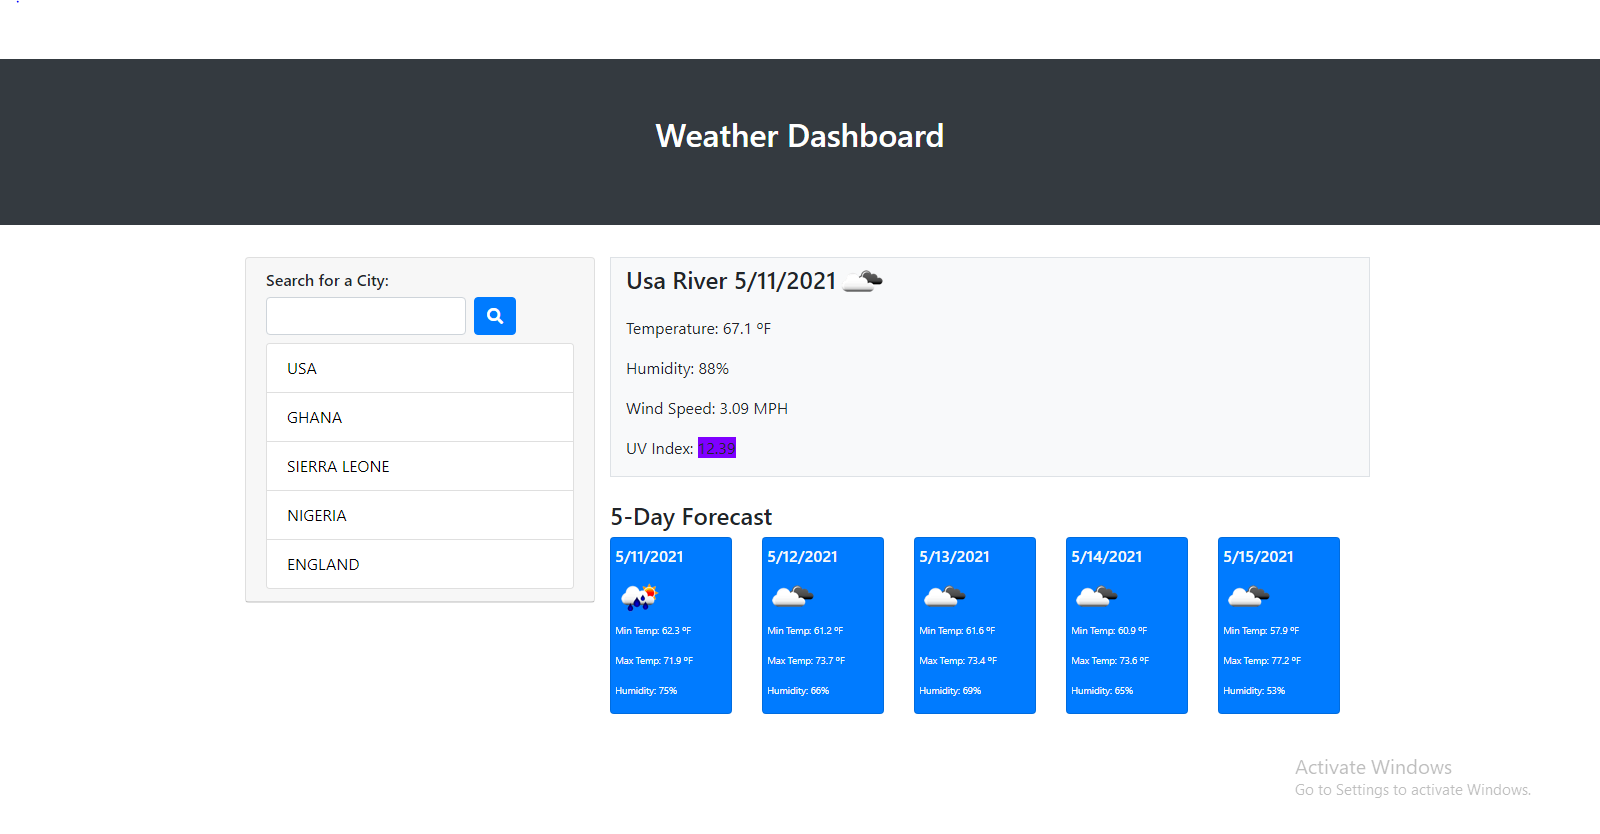 Weather Dashboard
Search for a City:
USA
GHANA
SIERRA LEONE
NIGERIA
ENGLAND
Usa River 5/11/2021
Temperature: 67.1 ºF
Humidity: 88%
Wind Speed: 3.09 MPH
UV Index: 12.39
5-Day Forecast
5/11/2021
Min Temp: 62.3 ºF
Max Temp: 71.9 ºF
Humidity: 75%
5/12/2021
Min Temp: 61.2 ºF
Max Temp: 73.7 ºF
Humidity: 66%
5/13/2021
Min Temp: 61.6 ºF
Max Temp: 73.4 ºF
Humidity: 69%
5/14/2021
Min Temp: 60.9 ºF
Max Temp: 73.6 ºF
Humidity: 65%
5/15/2021
Min Temp: 57.9 ºF
Max Temp: 77.2 ºF
Humidity: 53%
Activate Windows
Go to Settings to activate Windows.